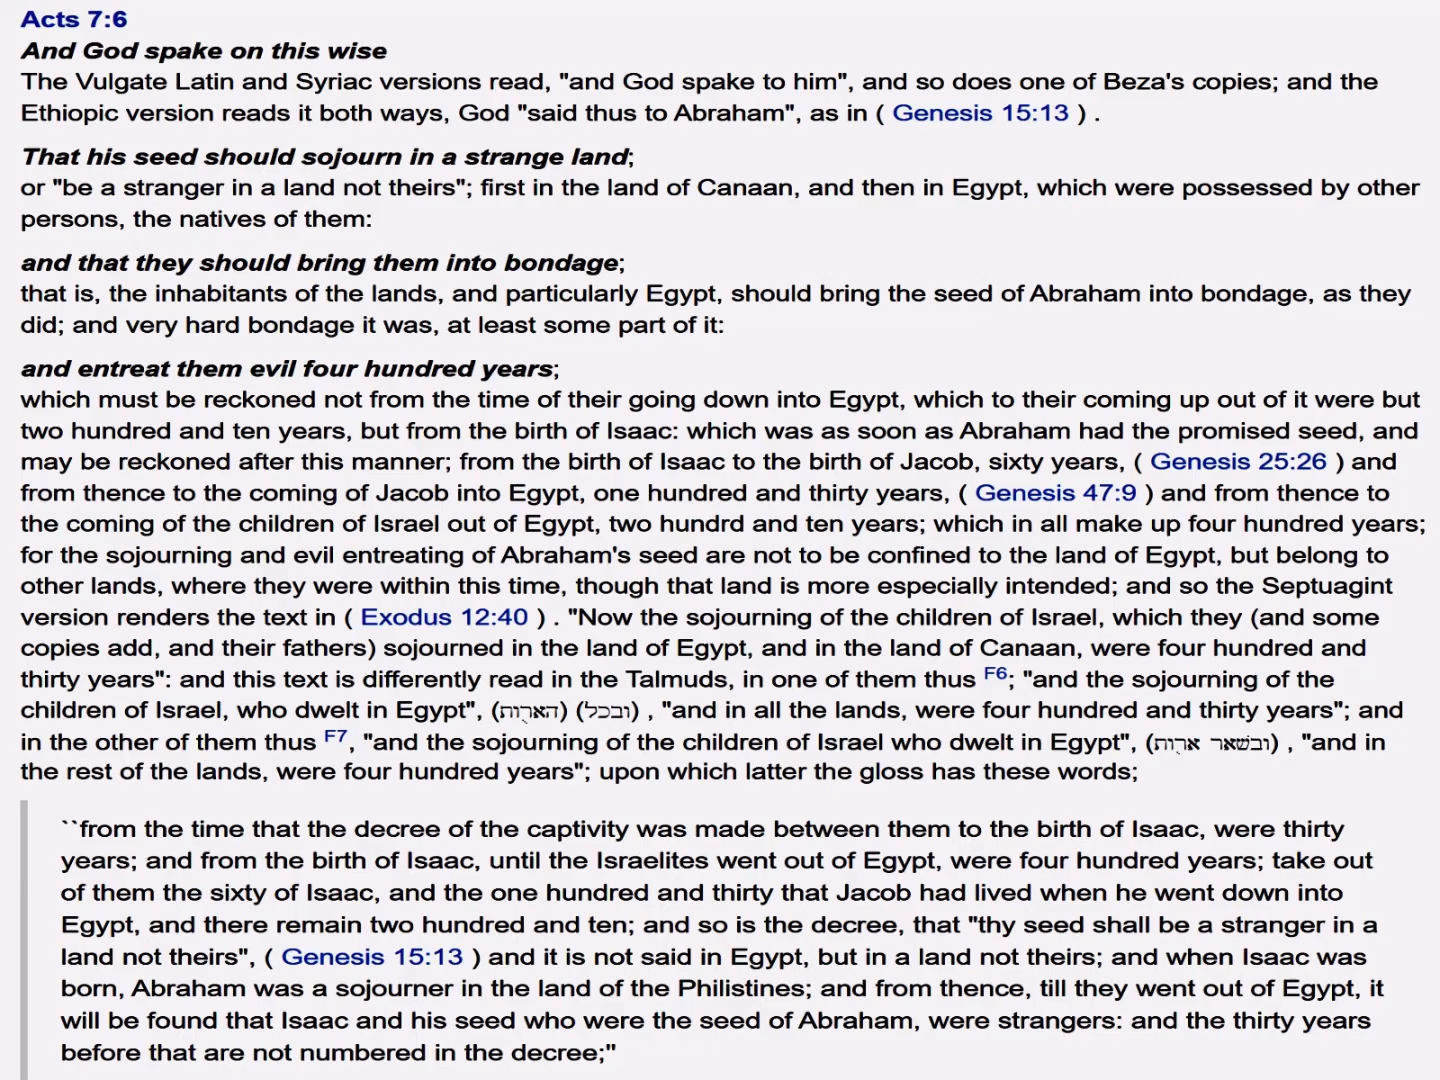 Acts 7:6
And God spake on this wise
The Vulgate Latin and Syriac versions read, "and God spake to him", and so does one of Beza's copies; and the
Ethiopic version reads it both ways, God "said thus to Abraham", as in ( Genesis 15:13 ) .
That his seed should sojourn in a strange land;
or "be a stranger in a land not theirs"; first in the land of Canaan, and then in Egypt, which were possessed by other
persons, the natives of them:
and that they should bring them into bondage;
that is, the inhabitants of the lands, and particularly Egypt, should bring the seed of Abraham into bondage, as they
did; and very hard bondage it was, at least some part of it:
and entreat them evil four hundred years;
which must be reckoned not from the time of their going down into Egypt, which to their coming up out of it were but
two hundred and ten years, but from the birth of Isaac: which was as soon as Abraham had the promised seed, and
may be reckoned after this manner; from the birth of Isaac to the birth of Jacob, sixty years, ( Genesis 25:26 ) and
from thence to the coming of Jacob into Egypt, one hundred and thirty years, ( Genesis 47:9 ) and from thence to
the coming of the children of Israel out of Egypt, two hundrd and ten years; which in all make up four hundred years;
for the sojourning and evil entreating of Abraham's seed are not to be confined to the land of Egypt, but belong to
other lands, where they were within this time, though that land is more especially intended; and so the Septuagint
version renders the text in ( Exodus 12:40 ) . "Now the sojourning of the children of Israel, which they (and some
copies add, and their fathers) sojourned in the land of Egypt, and in the land of Canaan, were four hundred and
thirty years": and this text is differently read in the Talmuds, in one of them thus F6; "and the sojourning of the
children of Israel, who dwelt in Egypt", (הארְות) (ובכל) , "and in all the lands, were four hundred and thirty years"; and
in the other of them thus F7, "and the sojourning of the children of Israel who dwelt in Egypt", (ובשׁאר ארְות) , "and in
the rest of the lands, were four hundred years"; upon which latter the gloss has these words;
``from the time that the decree of the captivity was made between them to the birth of Isaac, were thirty
years; and from the birth of Isaac, until the Israelites went out of Egypt, were four hundred years; take out
of them the sixty of Isaac, and the one hundred and thirty that Jacob had lived when he went down into
Egypt, and there remain two hundred and ten; and so is the decree, that "thy seed shall be a stranger in a
land not theirs", ( Genesis 15:13 ) and it is not said in Egypt, but in a land not theirs; and when Isaac was
born, Abraham was a sojourner in the land of the Philistines; and from thence, till they went out of Egypt, it
will be found that Isaac and his seed who were the seed of Abraham, were strangers: and the thirty years
before that are not numbered in the decree;"